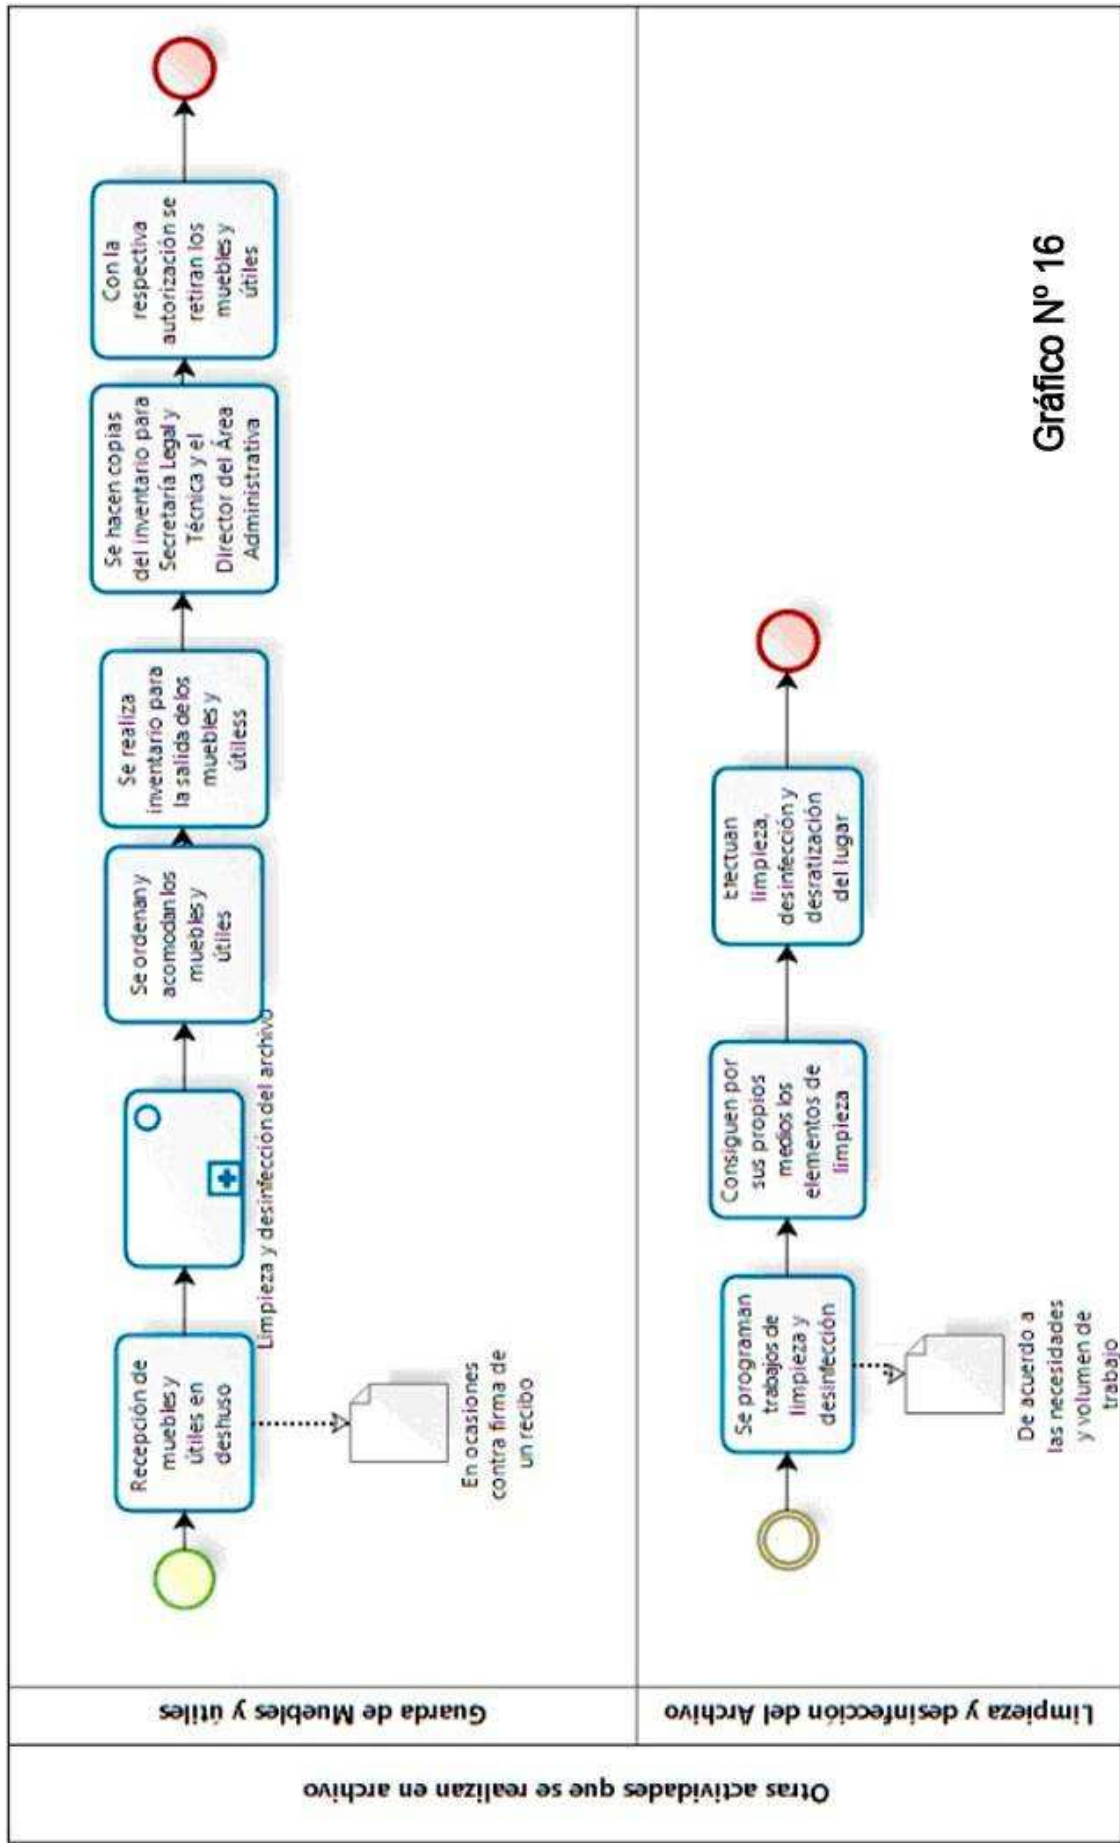 Otras actividades que se realizan en archivo
Guarda de Muebles y útiles
Recepción de
muebles y
útiles en
deshuso
En ocasiones
contra firma de
un recibo
Limpieza y desinfección del archivo
Se ordenan y
acomodan los
muebles y
útiles
Se realiza
inventario para
la salida de los
muebles y
útiless
Se hacen copias
del inventario para
Secretaría Legal y
Técnica y el
Director del Área
Administrativa
Con la
respectiva
autorización se
retiran los
muebles y
útiles
Limpieza y desinfección del Archivo
Se programan
trabajos de
limpieza y
desinfección
De acuerdo a
las necesidades
y volumen de
trabajo
Consiguen por
sus propios
medios los
elementos de
limpieza
Efectuan
limpieza,
desinfección y
desratización
del lugar
Gráfico Nº 16